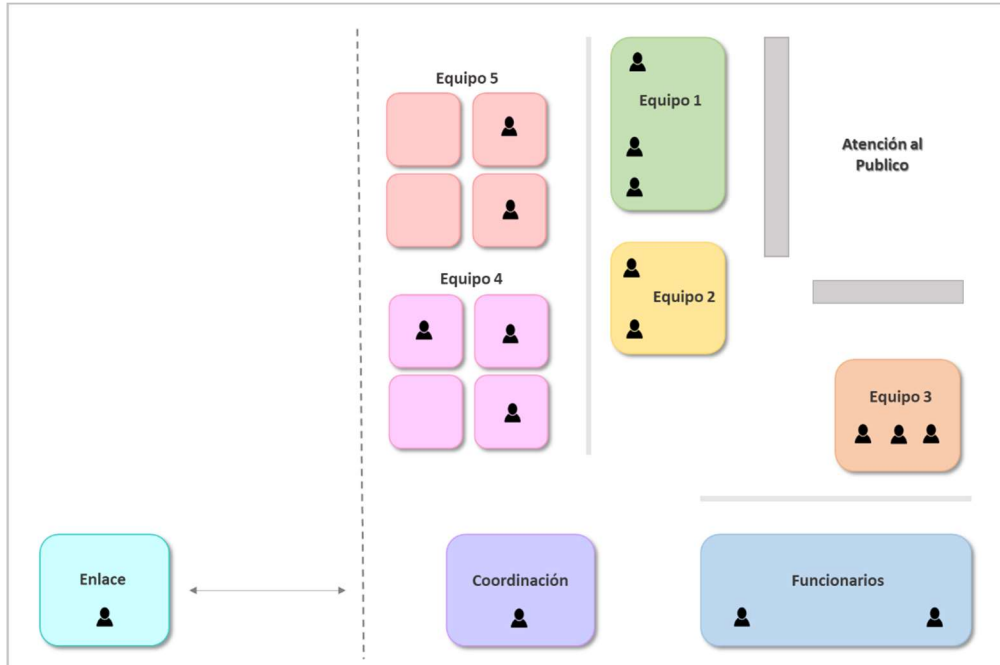 Equipo 5
Equipo 1
Atención al
Publico
Equipo 4
Equipo 2
Equipo 3
Enlace
Coordinación
Funcionarios